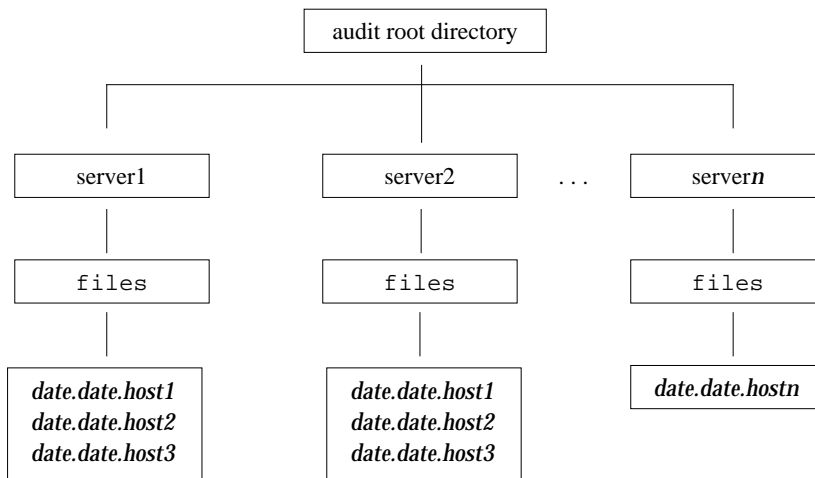 audit root directory
server1
server2
. . .
servern
files
files
files
date.date.host1
date.date.host2
date.date.host3
date.date.host1
date.date.host2
date.date.host3
date.date.hostn